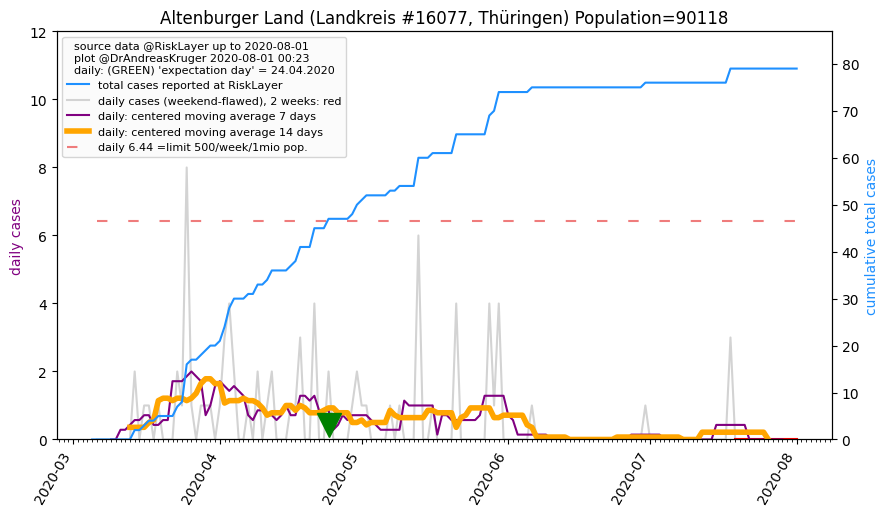 Altenburger Land (Landkreis #16077, Thüringen) Population=90118
source data @RiskLayer up to 2020-08-01
plot @DrAndreasKruger 2020-08-01 00:23
daily: (GREEN) 'expectation day' = 24.04.2020
total cases reported at RiskLayer
daily cases (weekend-flawed), 2 weeks: red
daily: centered moving average 7 days
daily: centered moving average 14 days
daily 6.44 =limit 500/week/1mio pop.
daily cases
12
10
8
6
4
2
0
cumulative total cases
80
70
60
50
40
30
20
10
0
2020-03
2020-04
2020-05
2020-06
2020-07
2020-08